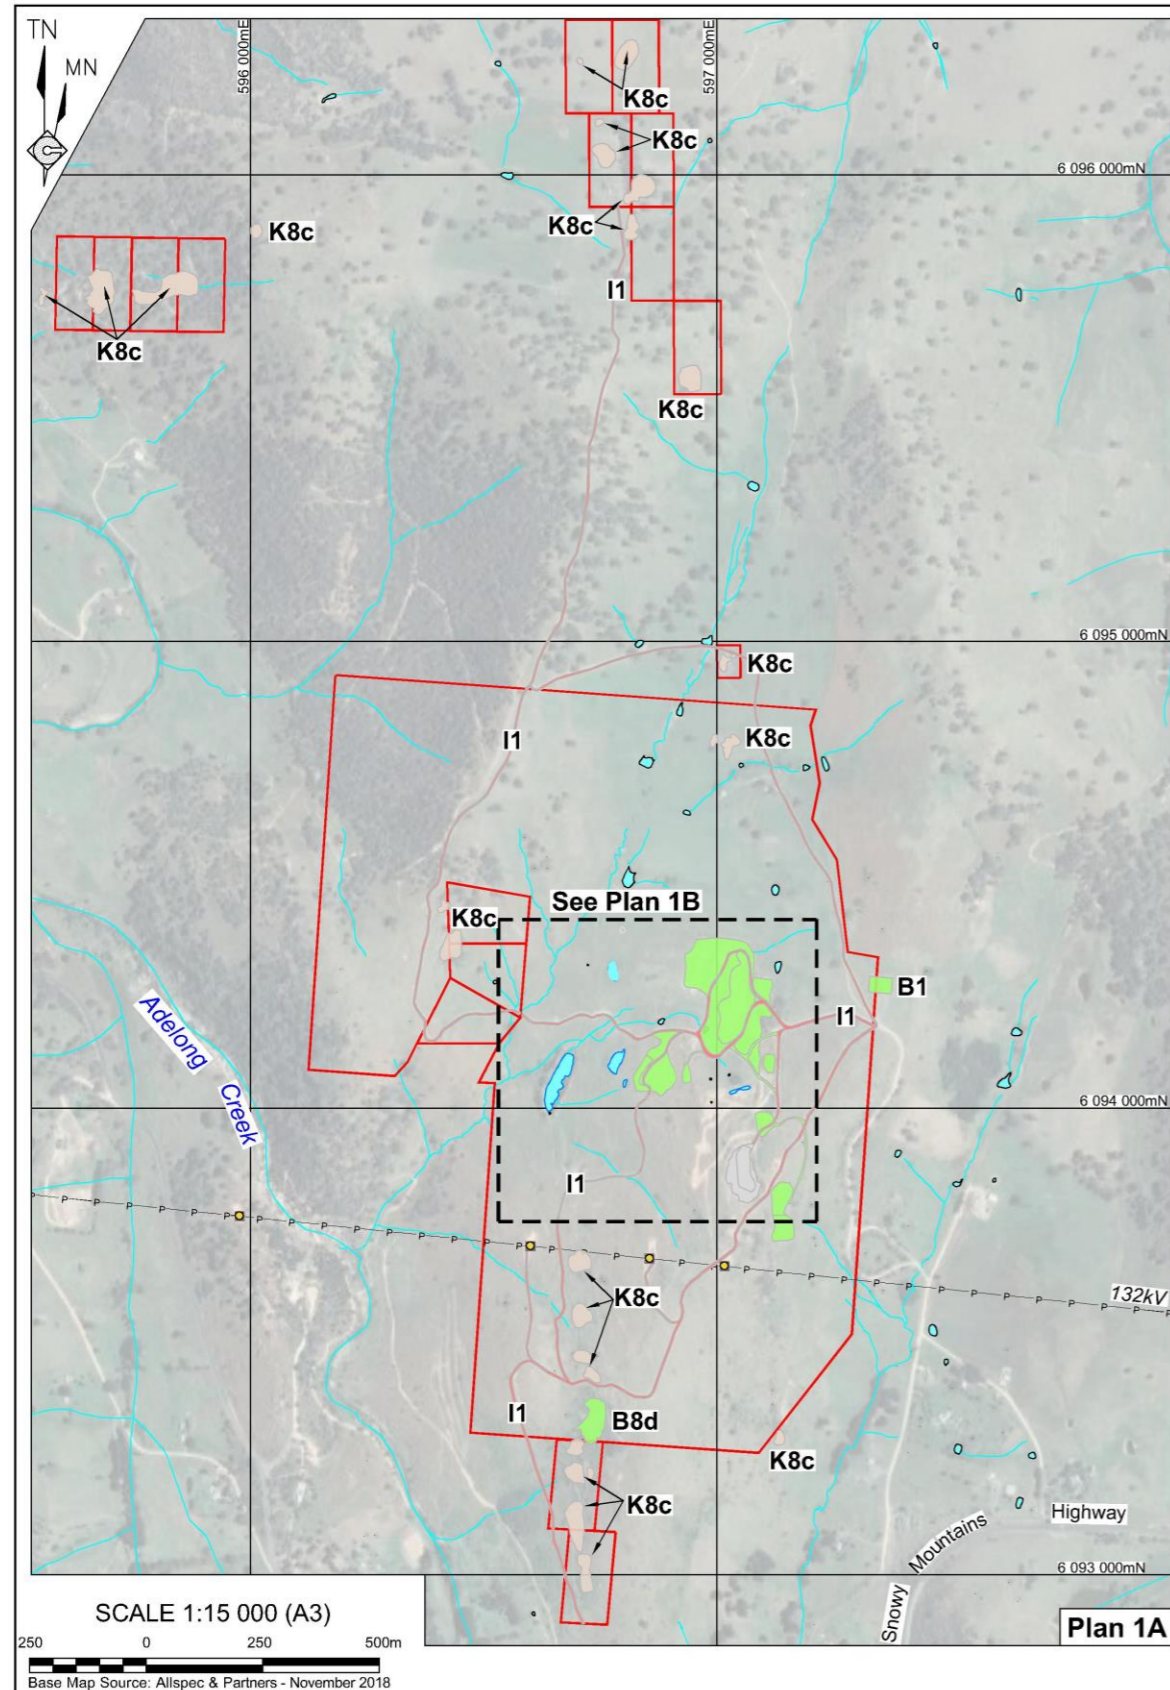 TN
MN
596 000mE
597 000mE
K8c
K8c
6 096 000mN
K8c
K8c
I1
K8c
K8c
6 095 000mN
K8c
I1
K8c
See Plan 1B
K8c
B1
I1
Adelong Creek
6 094 000mN
I1
P P P P P P P P P P P P P P P P P P
132kV
K8c
I1
B8d
K8c
K8c
Highway
Snowy Mountains
6 093 000mN
SCALE 1:15 000 (A3)
250 0 250 500m
Base Map Source: Allspec & Partners - November 2018
Plan 1A